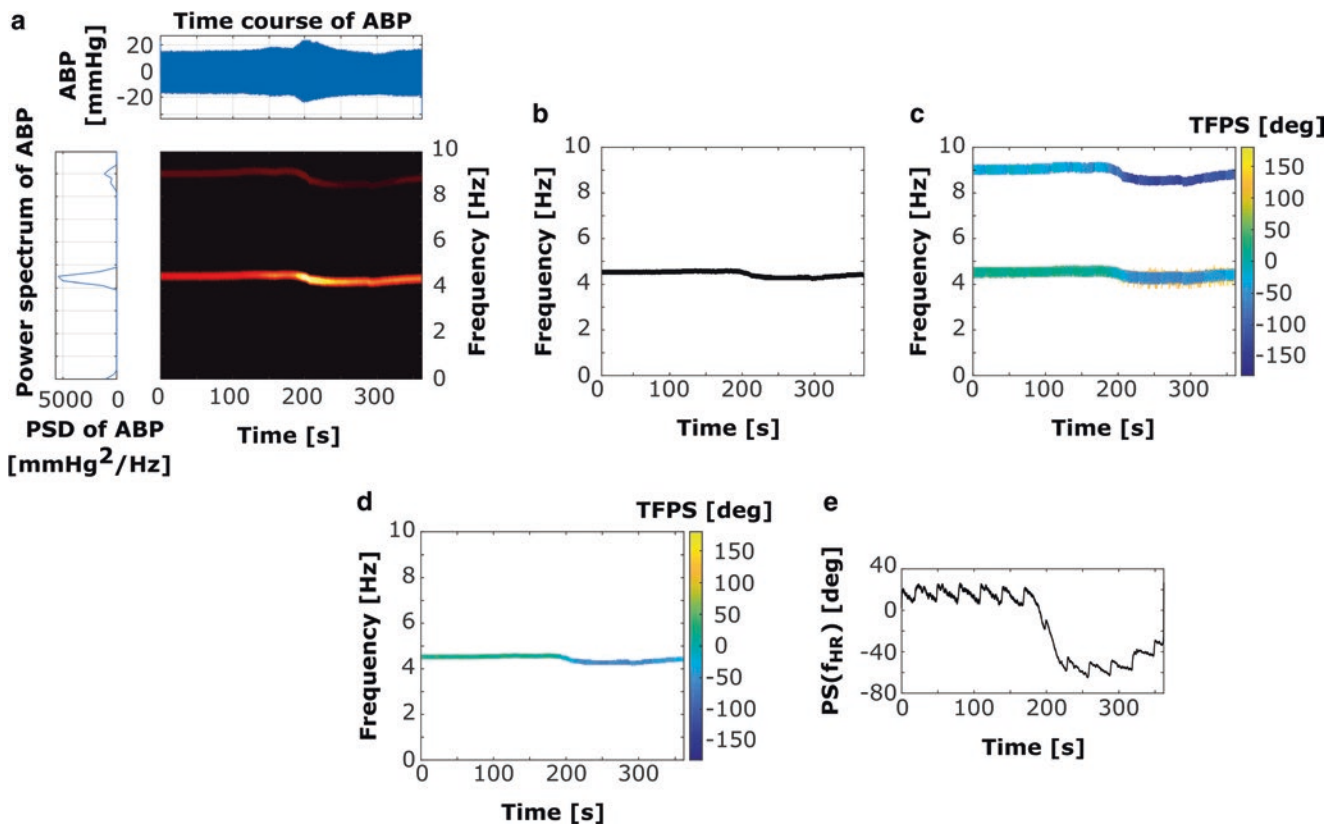 a
Time course of ABP
ABP
[mmHg]
20
0
-20
Power spectrum of ABP
5000 0
PSD of ABP
[mmHg2/Hz]
10
8
6
4
2
0
Frequency [Hz]
0 100 200 300
Time [s]
b
Frequency [Hz]
10
8
6
4
2
0
0 100 200 300
Time [s]
c
TFPS [deg]
Frequency [Hz]
10
8
6
4
2
0
0 100 200 300
Time [s]
150
100
50
0
-50
-100
-150
d
TFPS [deg]
Frequency [Hz]
10
8
6
4
2
0
0 100 200 300
Time [s]
150
100
50
0
-50
-100
-150
e
PS(fHR) [deg]
40
0
-40
-80
0 100 200 300
Time [s]